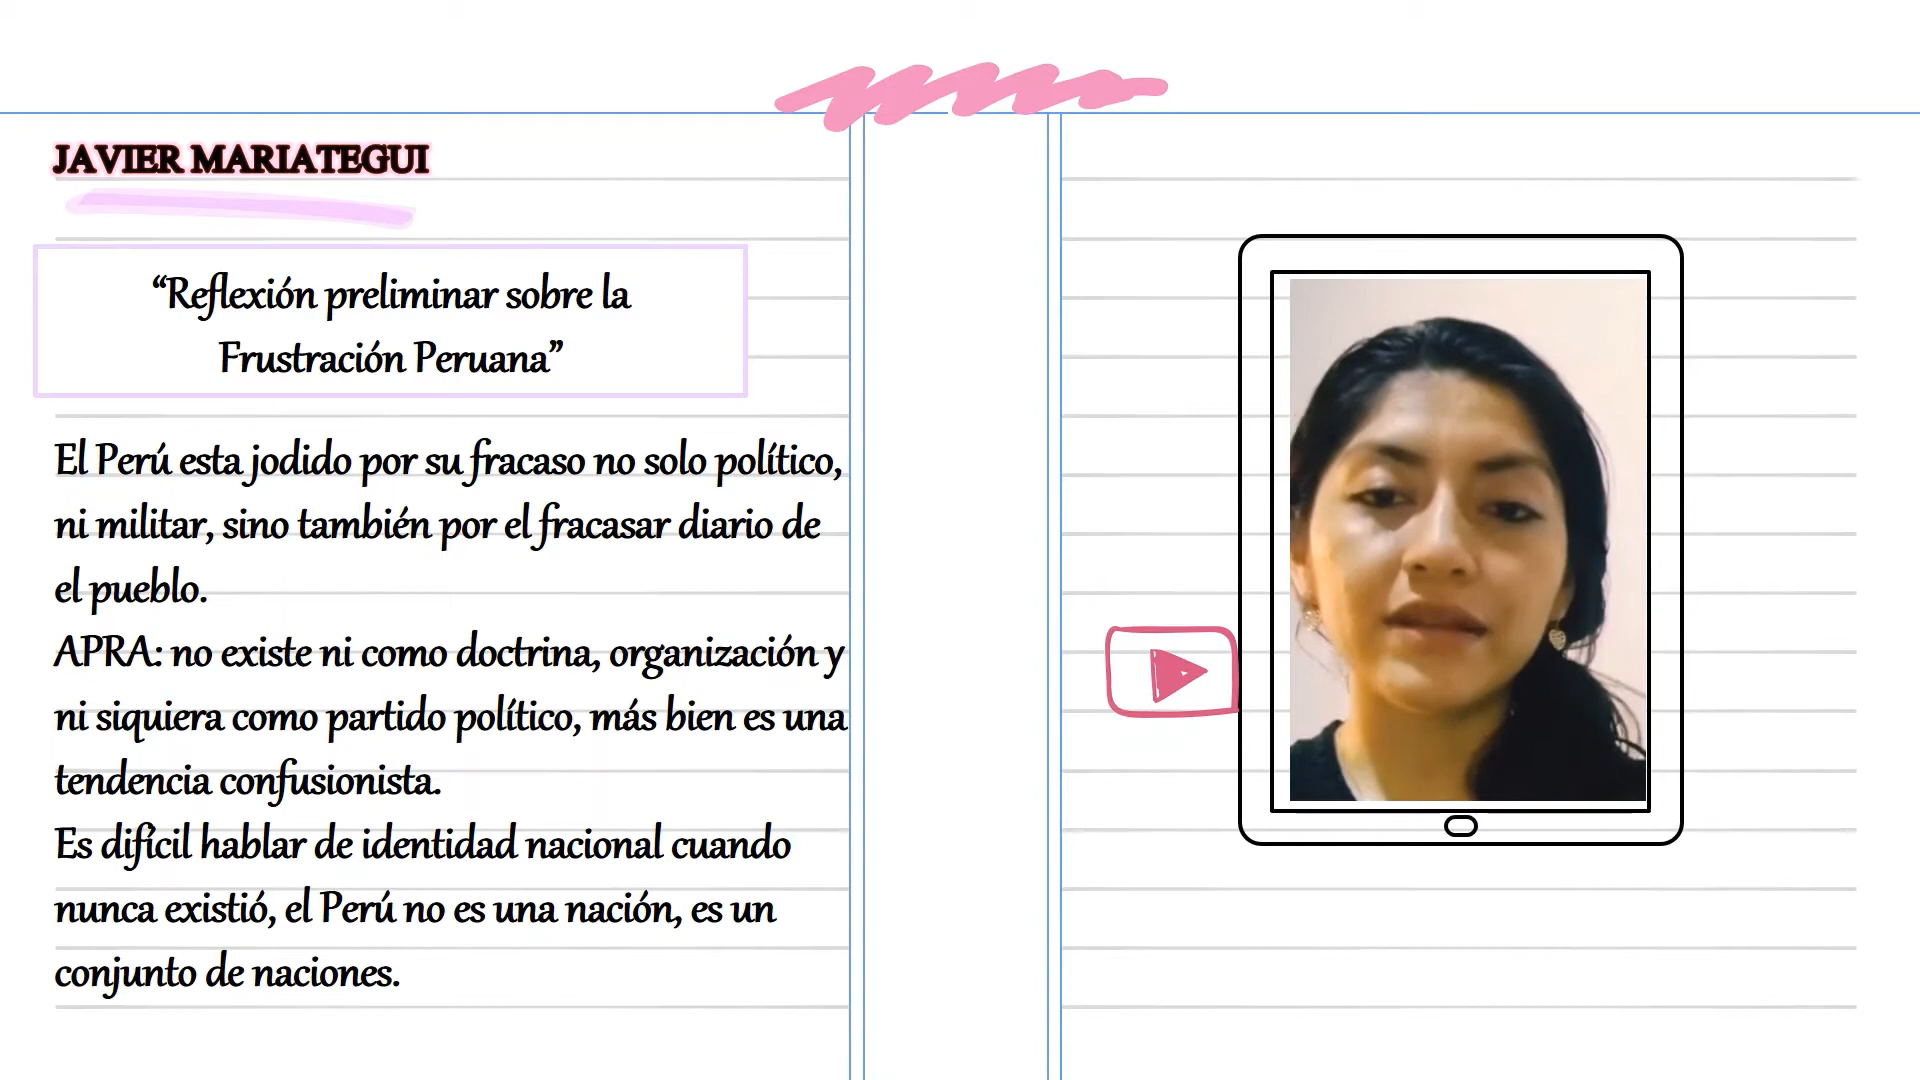 JAVIER MARIATEGUI
“Reflexión preliminar sobre la
Frustración Peruana”
El Perú esta jodido por su fracaso no solo político,
ni militar, sino también por el fracasar diario de
el pueblo.
APRA: no existe ni como doctrina, organización y
ni siquiera como partido político, más bien es una
tendencia confusionista.
Es difícil hablar de identidad nacional cuando
nunca existió, el Perú no es una nación, es un
conjunto de naciones.